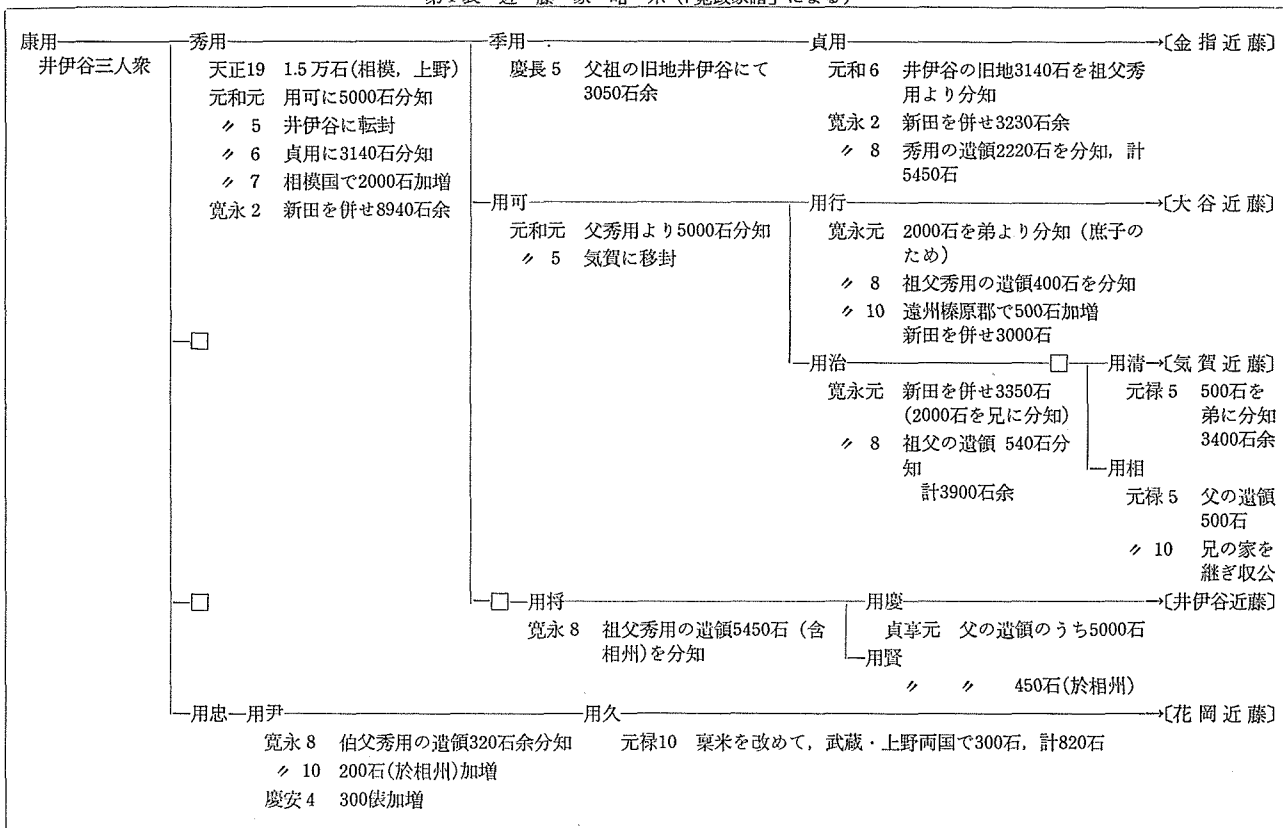 康用
井伊谷三人衆
秀用
天正19 1.5万石(相模，上野)
元和元 用可に5000石分知
〃 5 井伊谷に転封
〃 6 貞用に3140石分知
〃 7 相模国で2000石加増
寛永2 新田を併せ8940石余
季用
慶長5 父祖の旧地井伊谷にて
3050石余
貞用
→〔金指近藤〕
元和6 井伊谷の旧地3140石を祖父秀
用より分知
寛永2 新田を併せ3230石余
〃 8 秀用の遺領2220石を分知，計
5450石
用可
元和元 父秀用より5000石分知
〃 5 気賀に移封
用行
→〔大谷近藤〕
寛永元 2000石を弟より分知(庶子の
ため)
〃 8 祖父秀用の遺領400石を分知
〃 10 遠州榛原郡で500石加増
新田を併せ3000石
□
用治
寛永元 新田を併せ3350石
(2000石を兄に分知)
〃 8 祖父の遺領 540石分
知
計3900石余
□
用清→〔気賀近藤〕
元禄5 500石を
弟に分知
3400石余
用相
元禄5 父の遺領
500石
〃 10 兄の家を
継ぎ収公
□
□─用将
寛永8 祖父秀用の遺領5450石(含
相州)を分知
用慶
→〔井伊谷近藤〕
貞享元 父の遺領のうち5000石
用賢
〃 〃 450石(於相州)
用忠─用尹
寛永8 伯父秀用の遺領320石余分知
〃 10 200石(於相州)加増
慶安4 300俵加増
用久
→〔花岡近藤〕
元禄10 稟米を改めて，武蔵・上野両国で300石，計820石